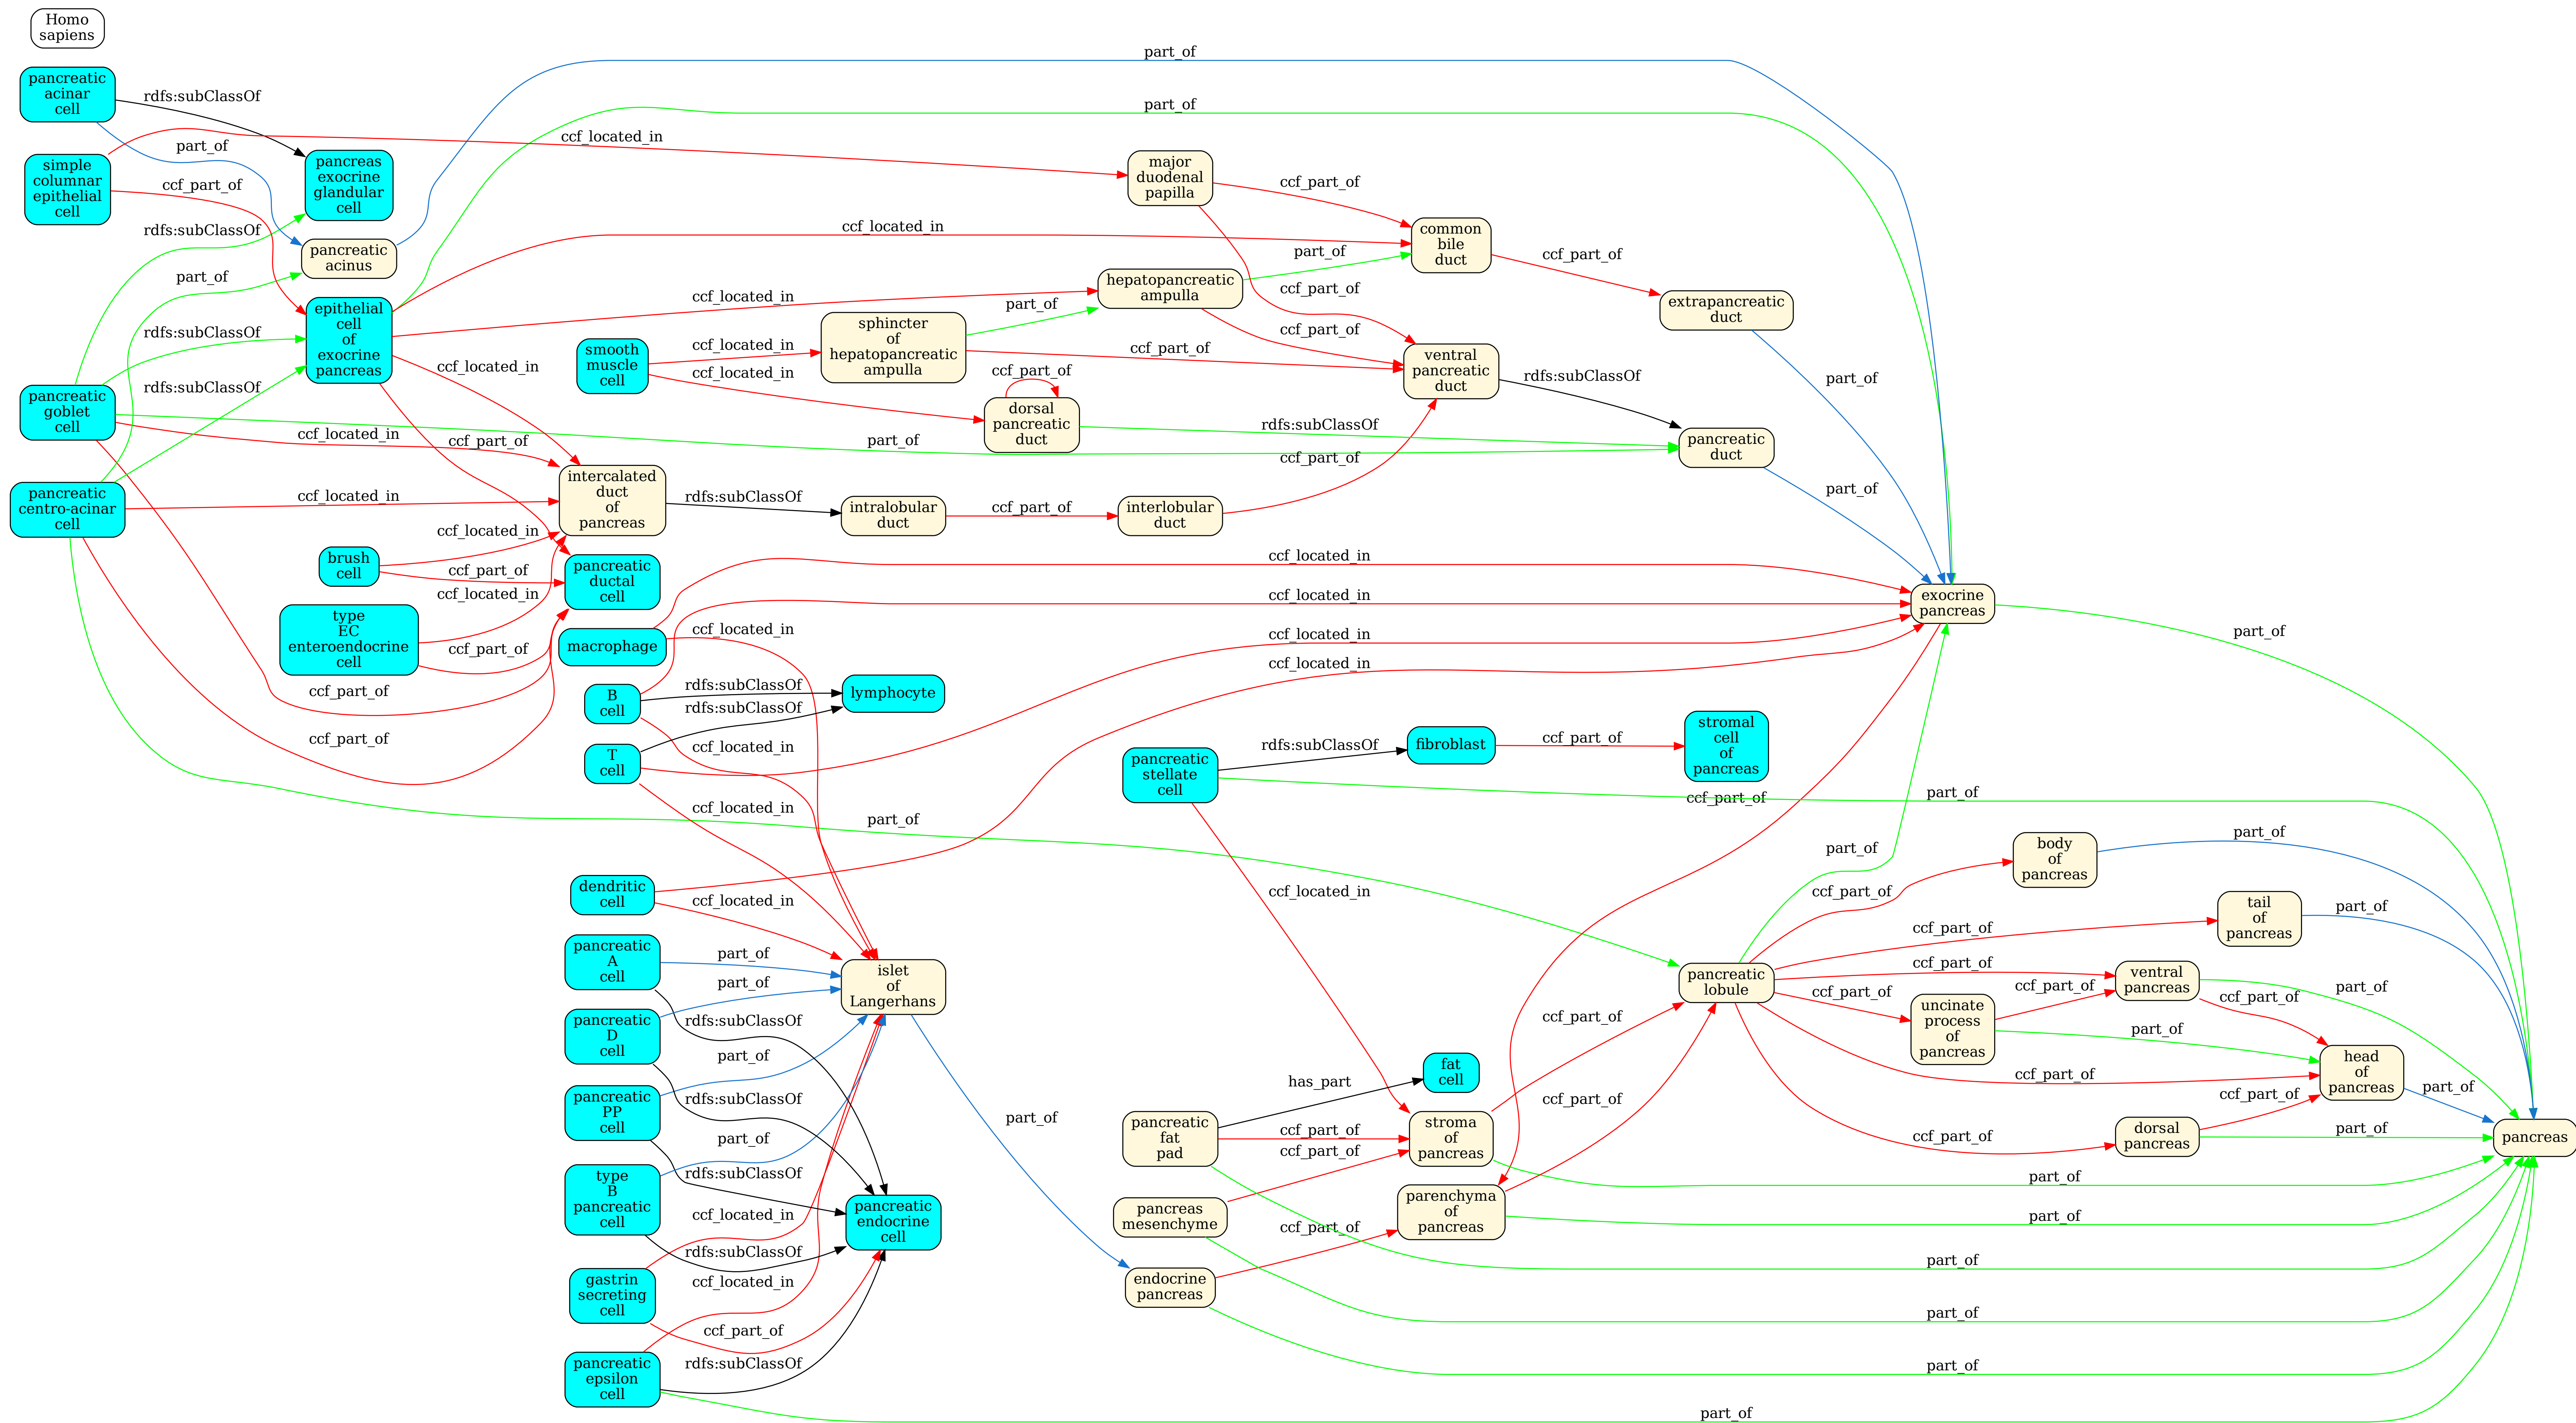 Homo
sapiens
part_of
pancreatic
acinar
cell
rdfs:subClassOf
part_of
part_of
ccf_located_in
simple
columnar
epithelial
cell
ccf_part_of
pancreas
exocrine
glandular
cell
major
duodenal
papilla
ccf_part_of
rdfs:subClassOf
pancreatic
acinus
ccf_located_in
common
bile
duct
ccf_part_of
part_of
part_of
hepatopancreatic
ampulla
ccf_part_of
extrapancreatic
duct
epithelial
cell
of
exocrine
pancreas
ccf_located_in
part_of
rdfs:subClassOf
sphincter
of
hepatopancreatic
ampulla
ccf_part_of
smooth
muscle
cell
ccf_located_in
ccf_located_in
ccf_part_of
ventral
pancreatic
duct
rdfs:subClassOf
part_of
ccf_located_in
ccf_part_of
rdfs:subClassOf
pancreatic
goblet
cell
dorsal
pancreatic
duct
rdfs:subClassOf
part_of
ccf_located_in
ccf_part_of
ccf_part_of
pancreatic
duct
part_of
pancreatic
centro-acinar
cell
ccf_located_in
intercalated
duct
of
pancreas
rdfs:subClassOf
intralobular
duct
ccf_part_of
interlobular
duct
ccf_located_in
brush
cell
ccf_part_of
pancreatic
ductal
cell
ccf_located_in
ccf_located_in
ccf_located_in
exocrine
pancreas
type
EC
enteroendocrine
cell
ccf_part_of
macrophage
ccf_located_in
ccf_located_in
ccf_located_in
part_of
ccf_part_of
B
cell
rdfs:subClassOf
rdfs:subClassOf
lymphocyte
ccf_part_of
ccf_located_in
T
cell
ccf_located_in
part_of
pancreatic
stellate
cell
rdfs:subClassOf
fibroblast
ccf_part_of
stromal
cell
of
pancreas
part_of
ccf_part_of
ccf_located_in
part_of
body
of
pancreas
part_of
dendritic
cell
ccf_located_in
ccf_part_of
ccf_part_of
tail
of
pancreas
part_of
pancreatic
A
cell
part_of
part_of
islet
of
Langerhans
pancreatic
lobule
ccf_part_of
ccf_part_of
ccf_part_of
ventral
pancreas
part_of
ccf_part_of
pancreatic
D
cell
rdfs:subClassOf
part_of
part_of
ccf_part_of
uncinate
process
of
pancreas
part_of
head
of
pancreas
part_of
pancreatic
PP
cell
rdfs:subClassOf
part_of
has_part
fat
cell
ccf_part_of
ccf_part_of
ccf_part_of
ccf_part_of
pancreatic
fat
pad
ccf_part_of
ccf_part_of
stroma
of
pancreas
dorsal
pancreas
part_of
pancreas
type
B
pancreatic
cell
rdfs:subClassOf
ccf_located_in
rdfs:subClassOf
pancreatic
endocrine
cell
pancreas
mesenchyme
ccf_part_of
parenchyma
of
pancreas
part_of
part_of
part_of
gastrin
secreting
cell
ccf_located_in
ccf_part_of
endocrine
pancreas
part_of
part_of
pancreatic
epsilon
cell
rdfs:subClassOf
part_of